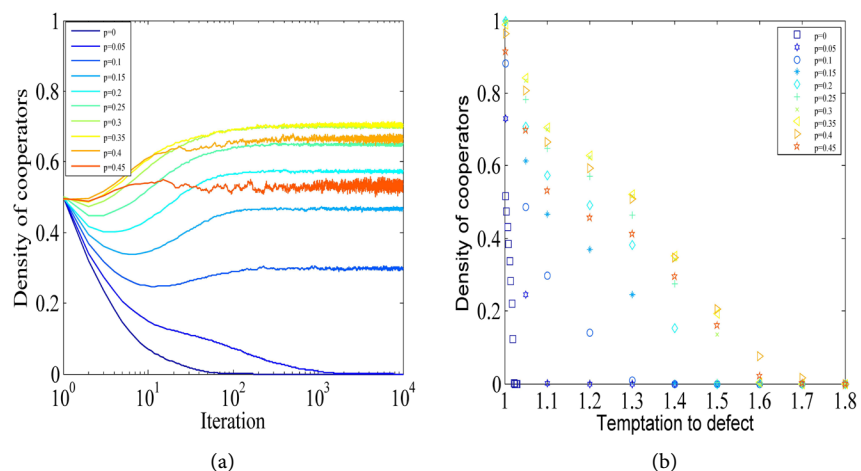 (a)
(b)
1
0.8
0.6
0.4
0.2
0
Density of cooperators
p=0
p=0.05
p=0.1
p=0.15
p=0.2
p=0.25
p=0.3
p=0.35
p=0.4
p=0.45
10^0
10^1
10^2
10^3
10^4
Iteration
1
0.8
0.6
0.4
0.2
0
Density of cooperators
p=0
p=0.05
p=0.1
p=0.15
p=0.2
p=0.25
p=0.3
p=0.35
p=0.4
p=0.45
1 1.1 1.2 1.3 1.4 1.5 1.6 1.7 1.8
Temptation to defect
(a)
(b)